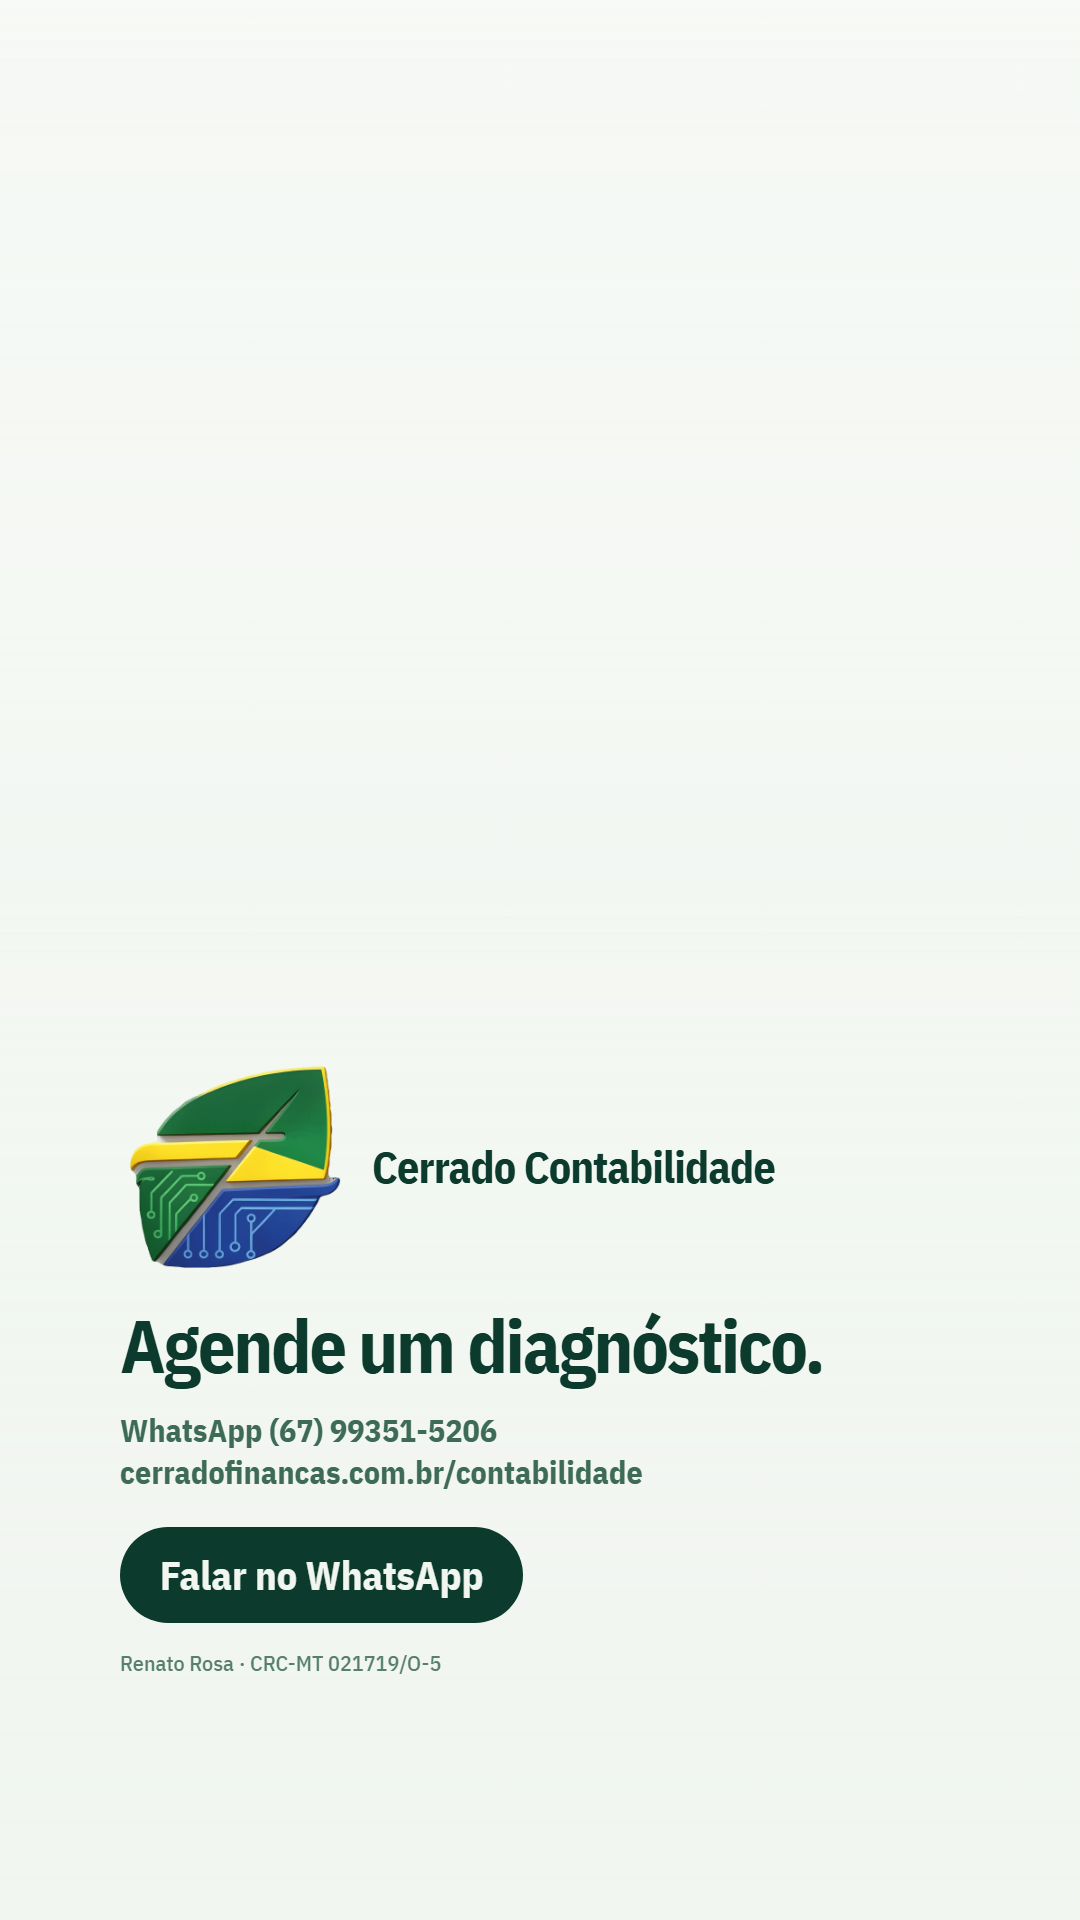 Cerrado Contabilidade
Agende um diagnóstico.
WhatsApp (67) 99351-5206
cerradofinancas.com.br/contabilidade
Falar no WhatsApp
Renato Rosa · CRC-MT 021719/O-5